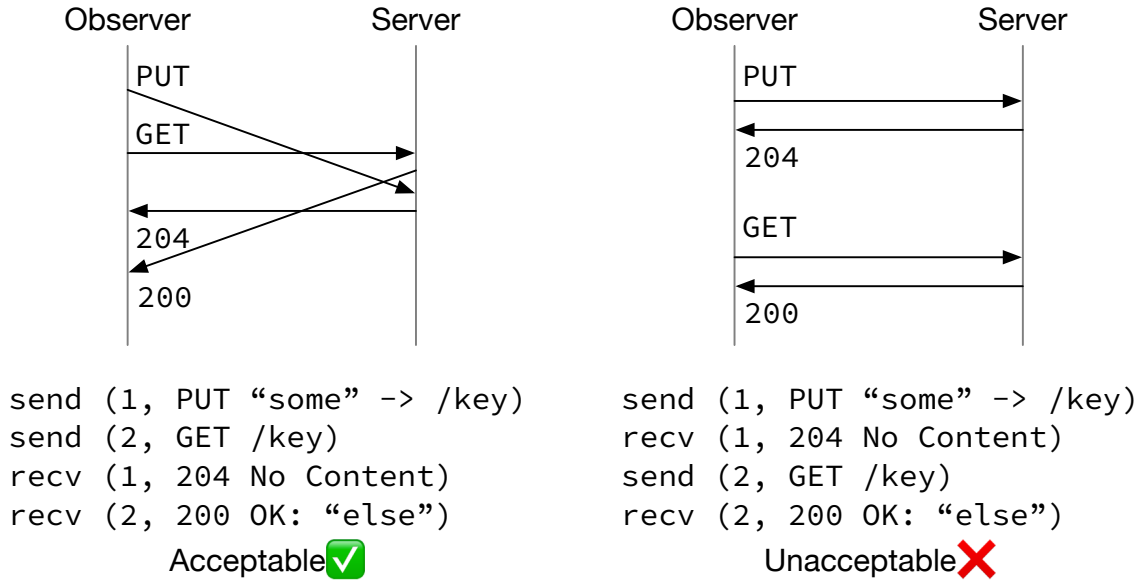 Observer
Server
PUT
GET
204
200
send (1, PUT “some” -> /key)
send (2, GET /key)
recv (1, 204 No Content)
recv (2, 200 OK: “else”)
Acceptable✅
Observer
Server
PUT
204
GET
200
send (1, PUT “some” -> /key)
recv (1, 204 No Content)
send (2, GET /key)
recv (2, 200 OK: “else”)
Unacceptable❌